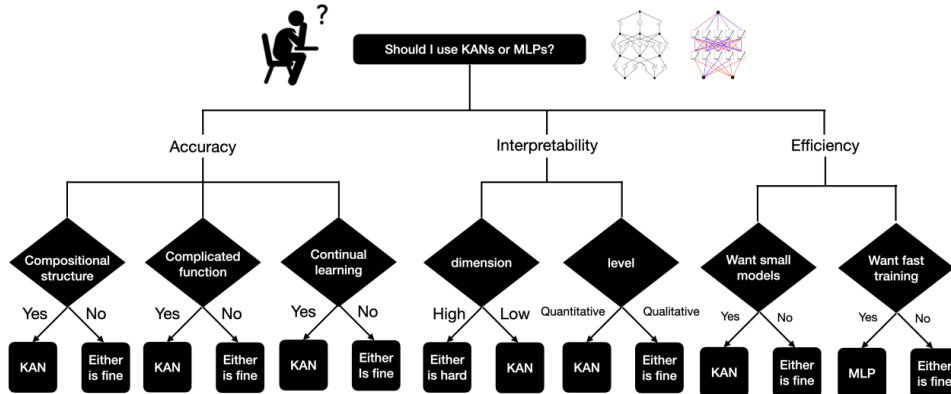 ?
Should I use KANs or MLPs?
Accuracy
Interpretability
Efficiency
Compositional
structure
Complicated
function
Continual
learning
dimension
level
Want small
models
Want fast
training
Yes
No
Yes
No
Yes
No
High
Low
Quantitative
Qualitative
Yes
No
Yes
No
KAN
Either
is fine
KAN
Either
is fine
KAN
Either
Is fine
Either
is hard
KAN
KAN
Either
is fine
KAN
Either
is fine
MLP
Either
is fine